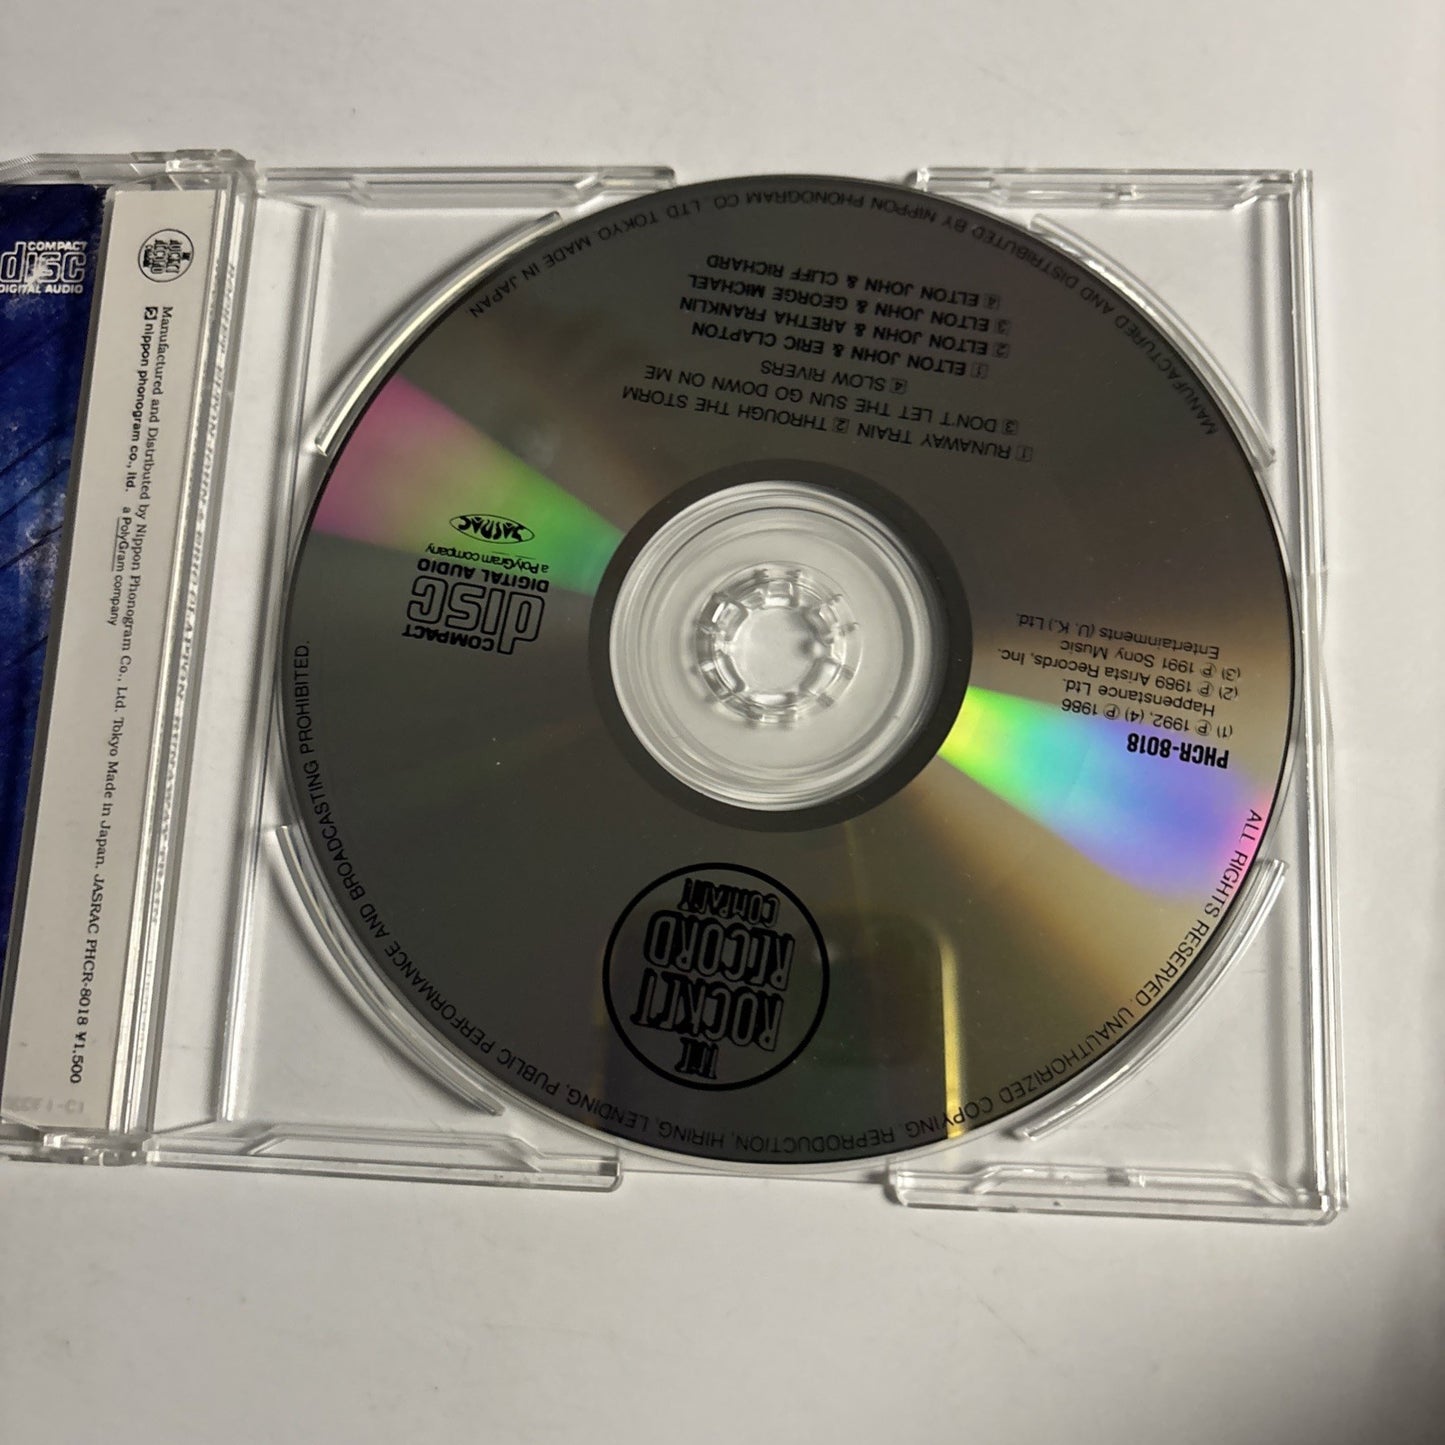 COMPACT
disc
DIGITAL AUDIO
THE
ROCKET
RECORD
COMPANY
Manufactured and Distributed by Nippon Phonogram Co., Ltd. Tokyo Made in Japan. JASRAC PHCR-8018 ¥1,500
nippon phonogram co., ltd. a PolyGram company
THE
ROCKET
RECORD
COMPANY
PHCR-8018
(1) ℗ 1992, (4) ℗ 1986
Happenstance Ltd.
(2) ℗ 1989 Arista Records, Inc.
(3) ℗ 1991 Sony Music
Entertainments (U. K.) Ltd.
COMPACT
disc
DIGITAL AUDIO
a PolyGram company
JASRAC
1 RUNAWAY TRAIN 2 THROUGH THE STORM
3 DON'T LET THE SUN GO DOWN ON ME
4 SLOW RIVERS
1 ELTON JOHN & ERIC CLAPTON
2 ELTON JOHN & ARETHA FRANKLIN
3 ELTON JOHN & GEORGE MICHAEL
4 ELTON JOHN & CLIFF RICHARD
ALL RIGHTS RESERVED. UNAUTHORIZED COPYING, REPRODUCTION, HIRING, LENDING, PUBLIC PERFORMANCE AND BROADCASTING PROHIBITED.
MANUFACTURED AND DISTRIBUTED BY NIPPON PHONOGRAM CO., LTD TOKYO MADE IN JAPAN